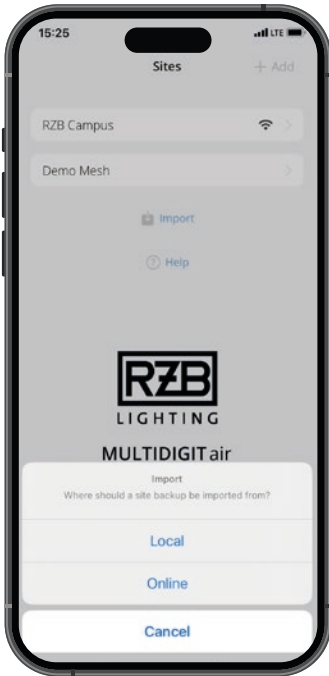 15:25 LTE
Sites + Add
RZB Campus
Demo Mesh
Import
? Help
RZB
LIGHTING
MULTIDIGIT air
Import
Where should a site backup be imported from?
Local
Online
Cancel